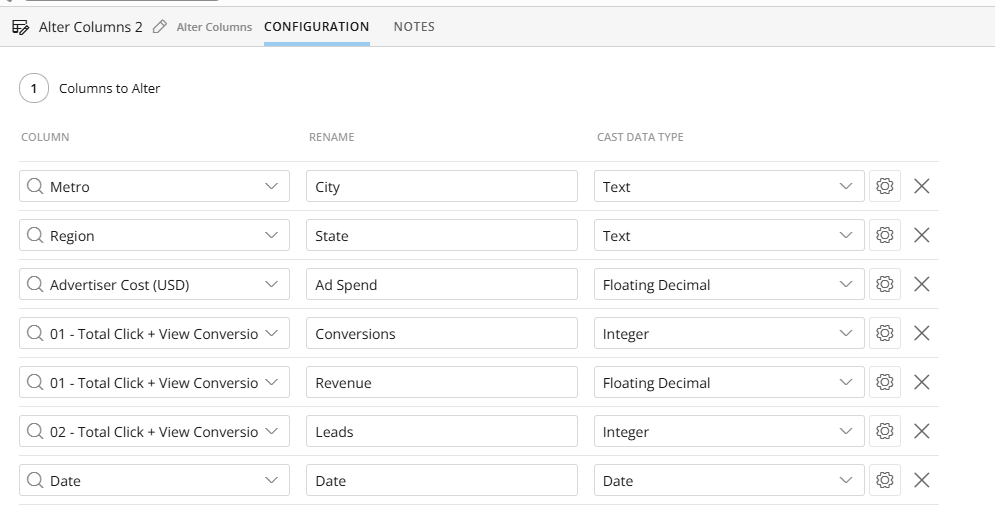 Alter Columns 2 Alter Columns CONFIGURATION NOTES
1 Columns to Alter
COLUMN RENAME CAST DATA TYPE
Metro City Text
Region State Text
Advertiser Cost (USD) Ad Spend Floating Decimal
01 - Total Click + View Conversio Conversions Integer
01 - Total Click + View Conversio Revenue Floating Decimal
02 - Total Click + View Conversio Leads Integer
Date Date Date